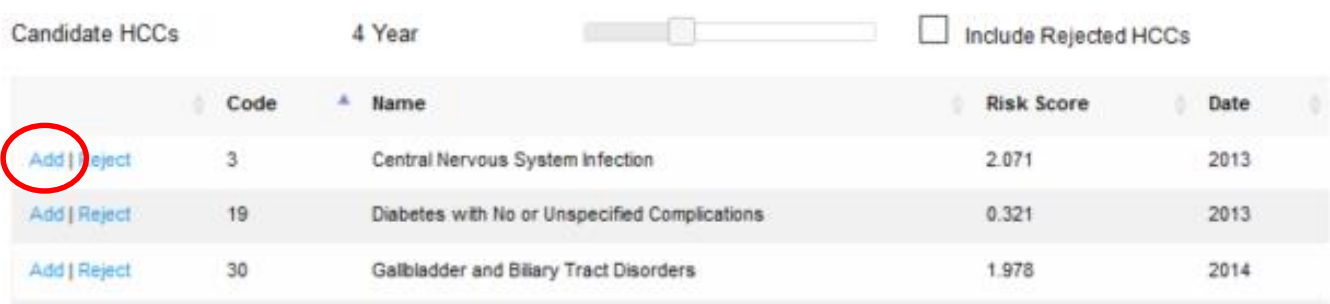 Candidate HCCs 4 Year Include Rejected HCCs
Code Name Risk Score Date
Add | Reject 3 Central Nervous System Infection 2.071 2013
Add | Reject 19 Diabetes with No or Unspecified Complications 0.321 2013
Add | Reject 30 Gallbladder and Biliary Tract Disorders 1.978 2014